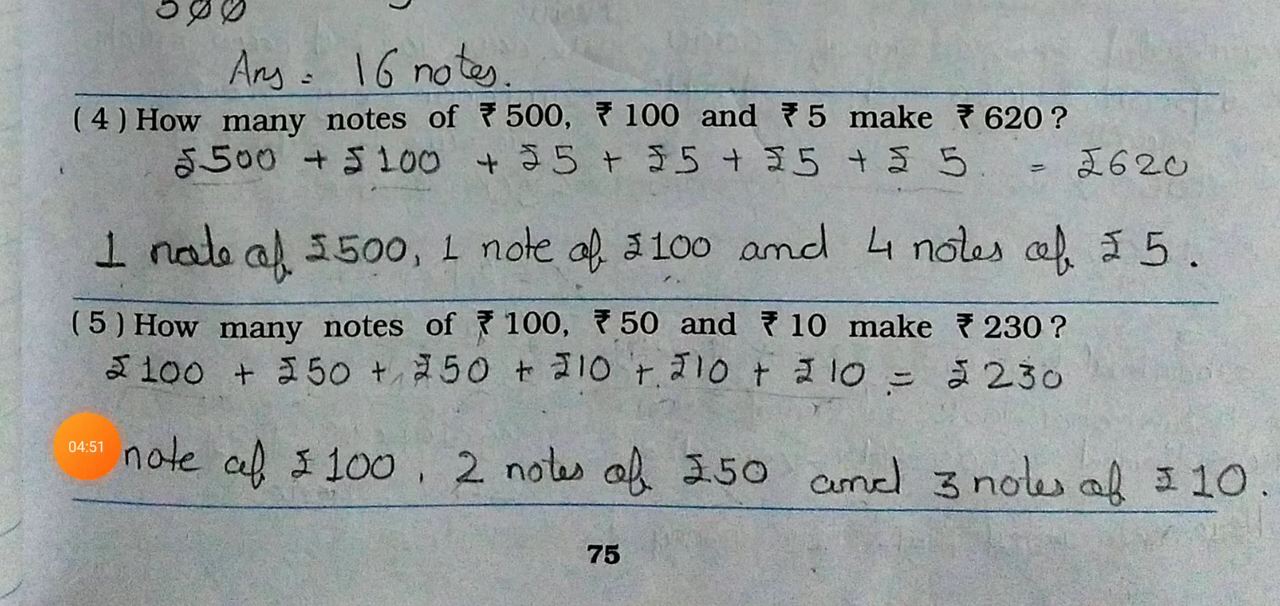 500
Ans = 16 notes.
(4) How many notes of ₹ 500, ₹ 100 and ₹ 5 make ₹ 620?
₹500 + ₹100 + ₹5 + ₹5 + ₹5 + ₹5 = ₹620
1 note of ₹500, 1 note of ₹100 and 4 notes of ₹5.
(5) How many notes of ₹ 100, ₹ 50 and ₹ 10 make ₹ 230?
₹100 + ₹50 + ₹50 + ₹10 + ₹10 + ₹10 = ₹230
04:51
note of ₹100, 2 notes of ₹50 and 3 notes of ₹10.
75